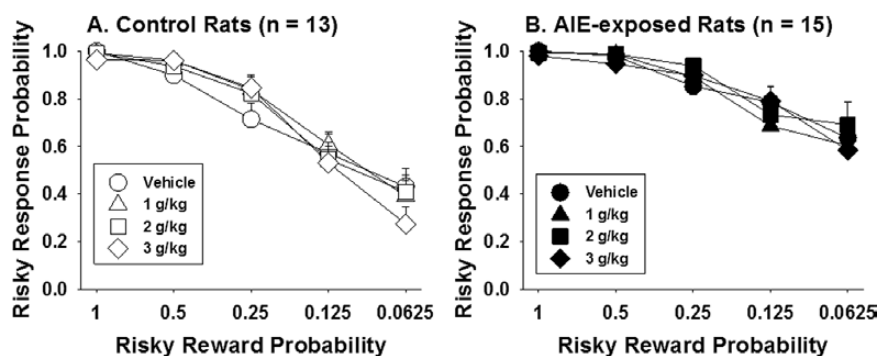 A. Control Rats (n = 13)
Risky Response Probability
1.0
0.8
0.6
0.4
0.2
0.0
Vehicle
1 g/kg
2 g/kg
3 g/kg
1 0.5 0.25 0.125 0.0625
Risky Reward Probability
B. AIE-exposed Rats (n = 15)
Risky Response Probability
1.0
0.8
0.6
0.4
0.2
0.0
Vehicle
1 g/kg
2 g/kg
3 g/kg
1 0.5 0.25 0.125 0.0625
Risky Reward Probability